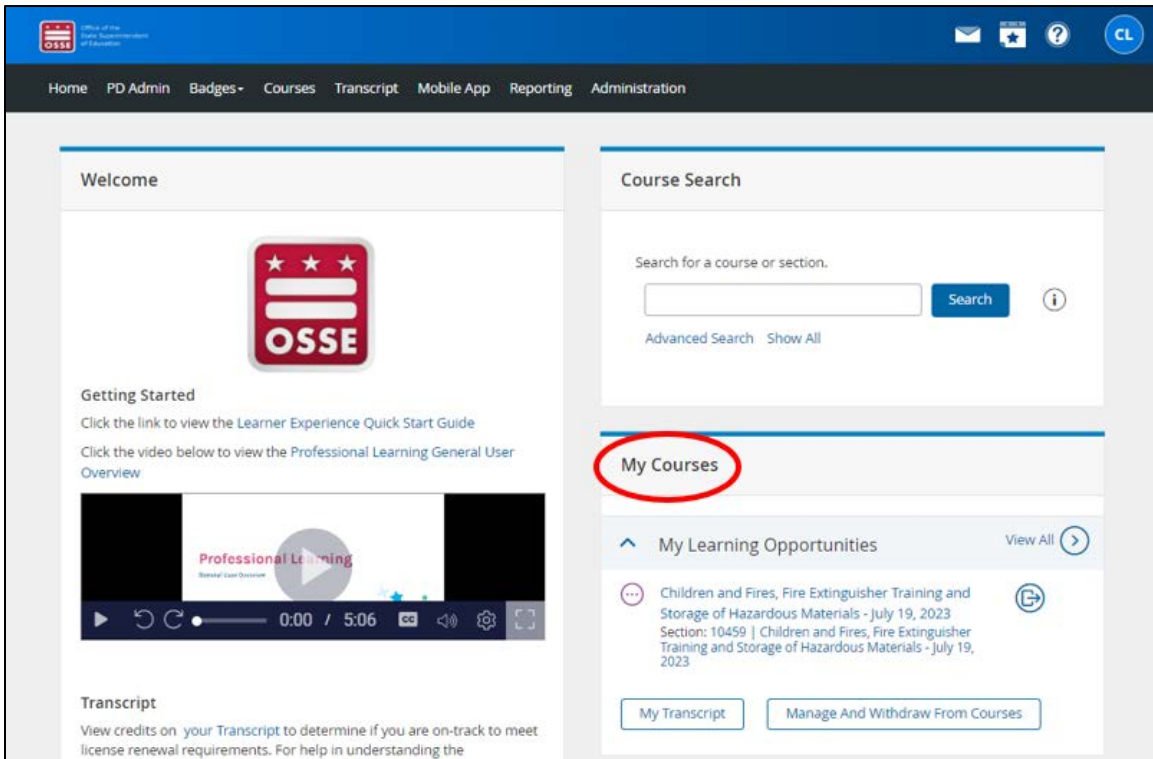 OSSE
Office of the
State Superintendent
of Education
CL
Home PD Admin Badges Courses Transcript Mobile App Reporting Administration
Welcome
OSSE
Getting Started
Click the link to view the Learner Experience Quick Start Guide
Click the video below to view the Professional Learning General User
Overview
Professional Learning
General User Overview
0:00 / 5:06 CC
Transcript
View credits on your Transcript to determine if you are on-track to meet
license renewal requirements. For help in understanding the
Course Search
Search for a course or section.
Search
i
Advanced Search Show All
My Courses
My Learning Opportunities View All
Children and Fires, Fire Extinguisher Training and
Storage of Hazardous Materials - July 19, 2023
Section: 10459 | Children and Fires, Fire Extinguisher
Training and Storage of Hazardous Materials - July 19,
2023
My Transcript Manage And Withdraw From Courses